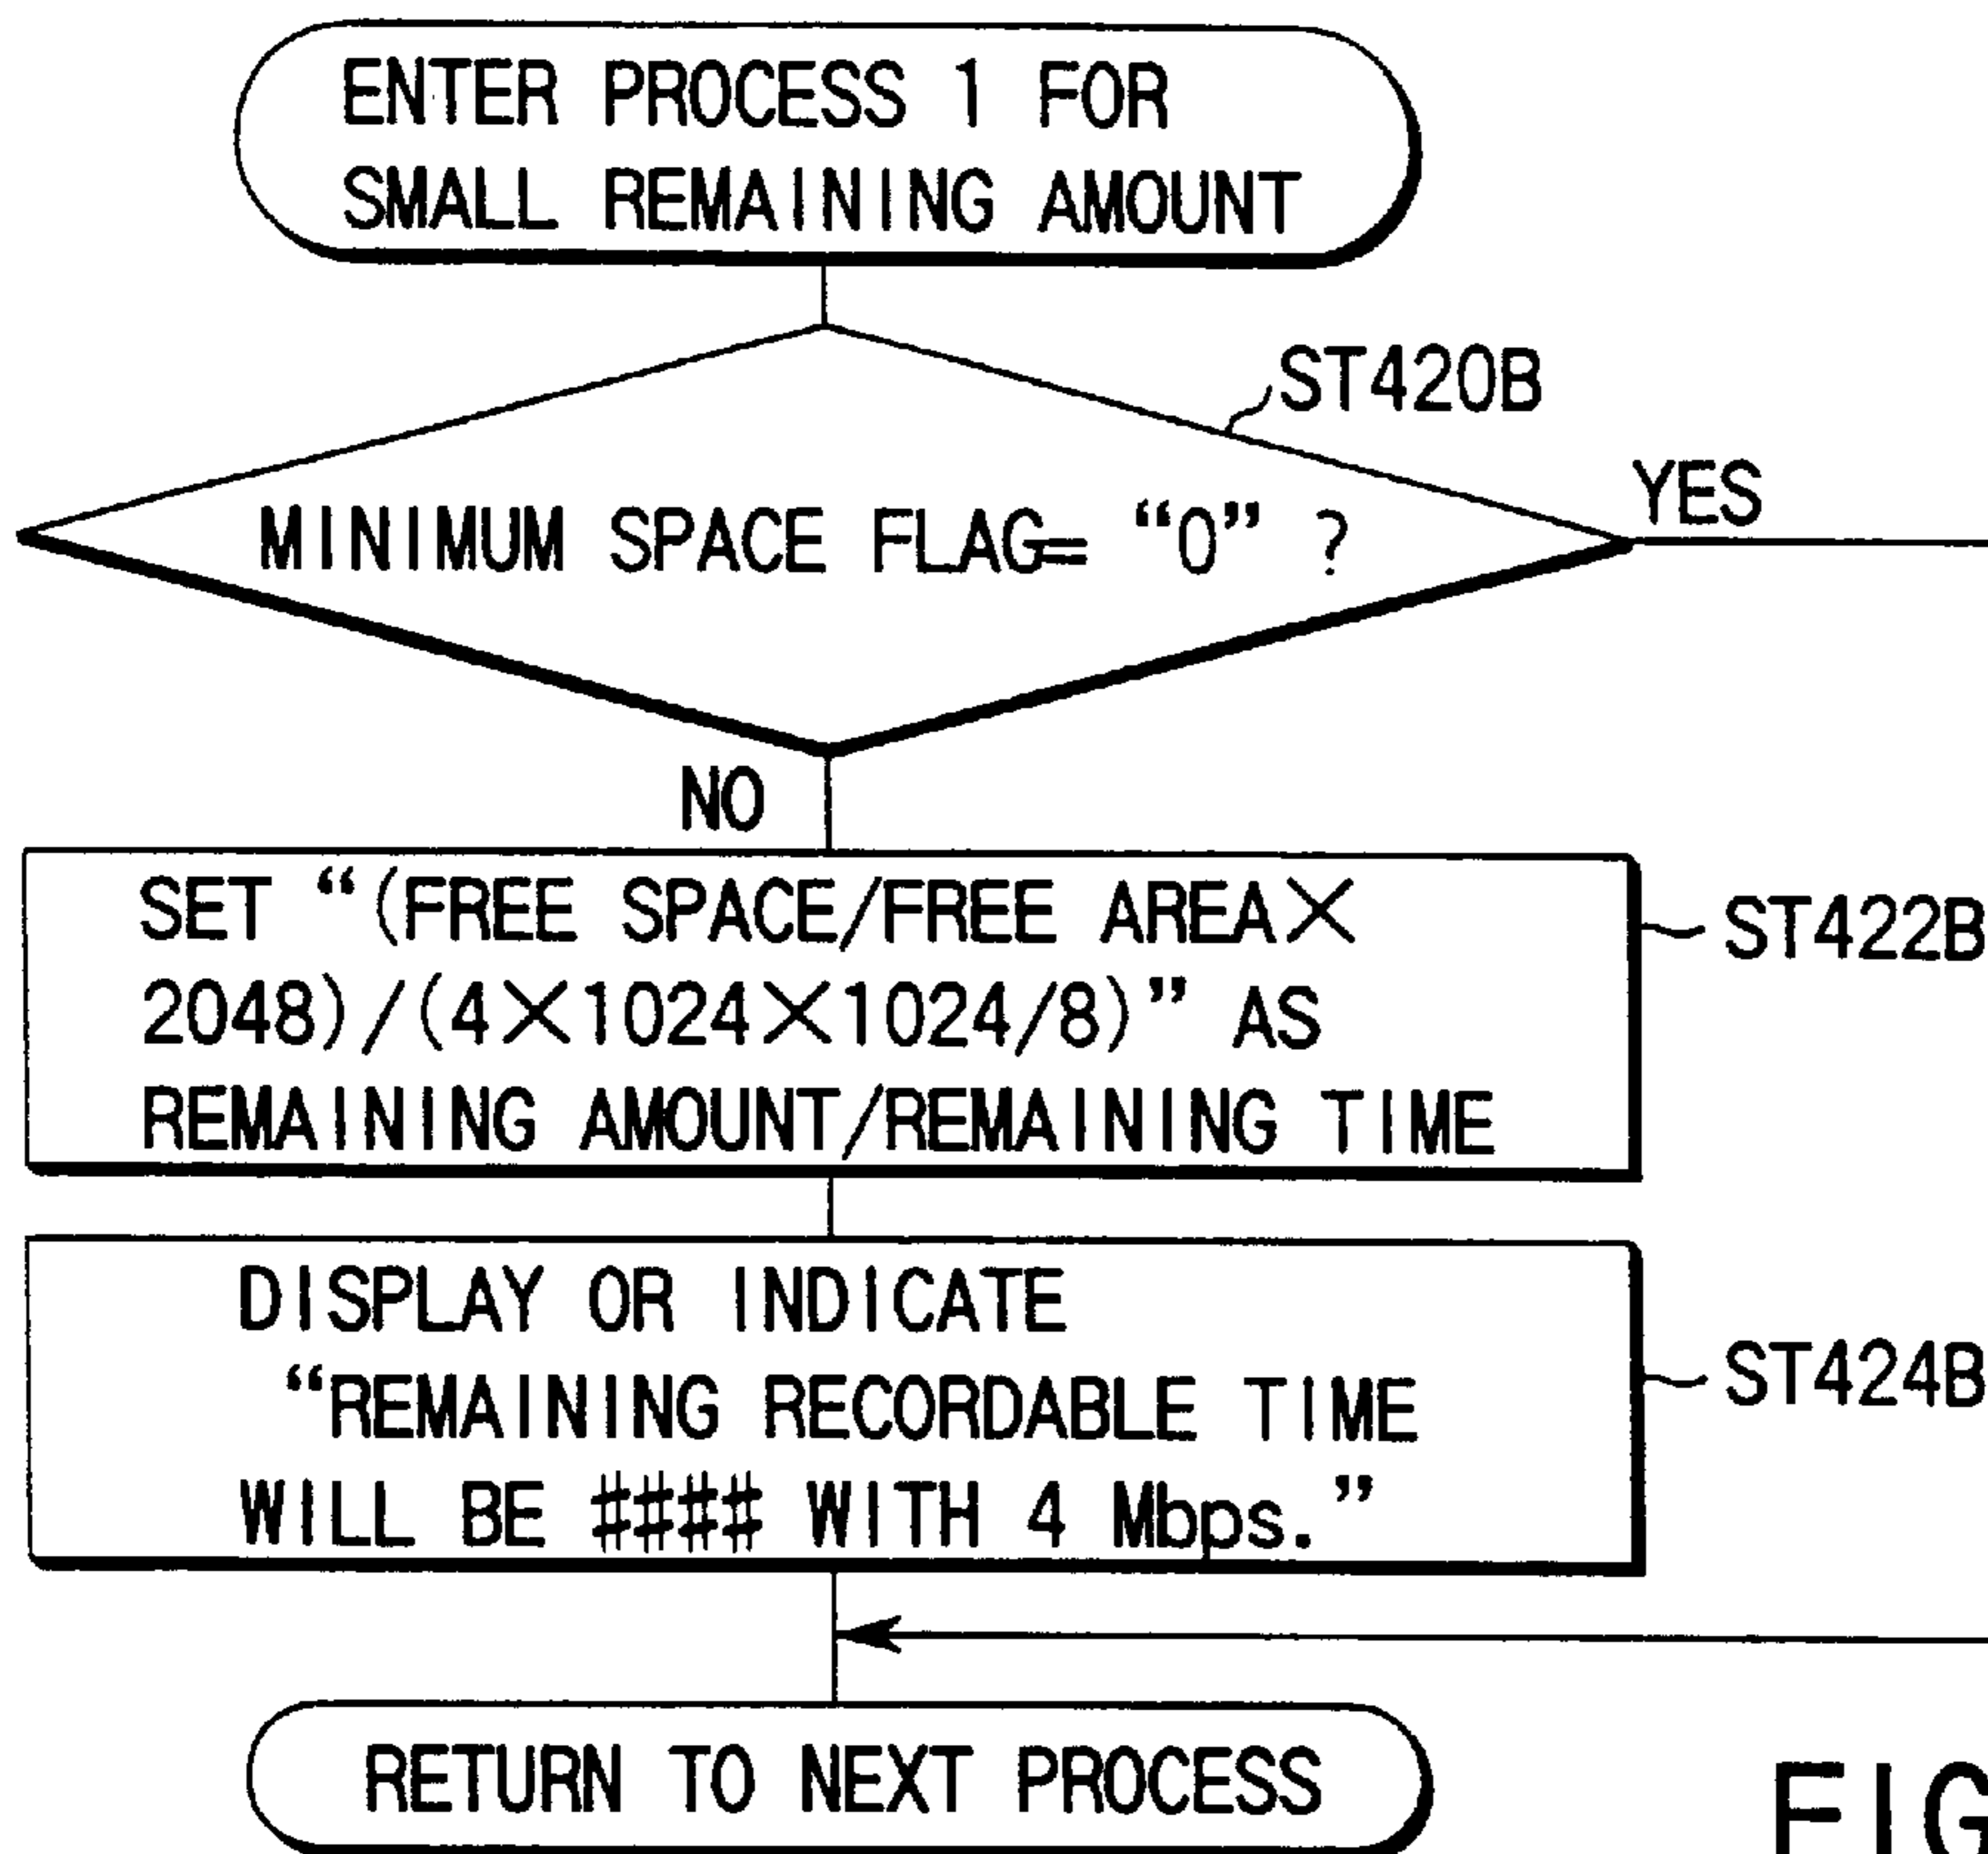 ENTER PROCESS 1 FOR
SMALL REMAINING AMOUNT
ST420B
MINIMUM SPACE FLAG= “0” ?
YES
NO
SET “(FREE SPACE/FREE AREA×
2048)/(4×1024×1024/8)” AS
REMAINING AMOUNT/REMAINING TIME
ST422B
DISPLAY OR INDICATE
“REMAINING RECORDABLE TIME
WILL BE #### WITH 4 Mbps.”
ST424B
RETURN TO NEXT PROCESS
FIG